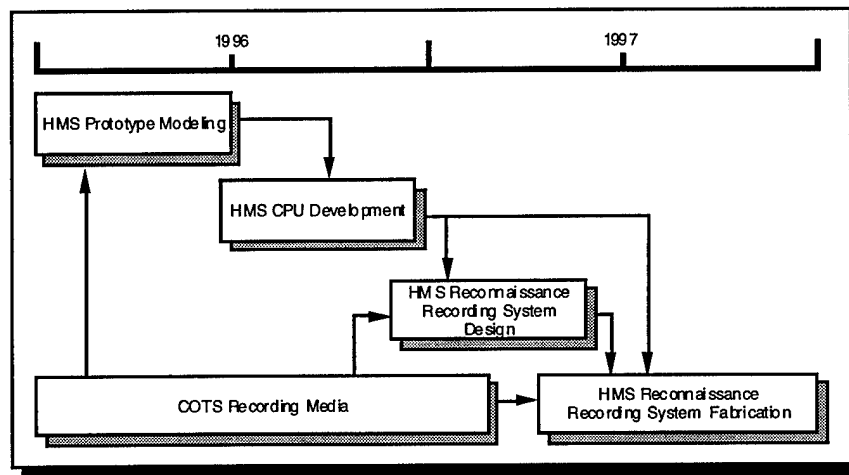 1996
1997
HMS Prototype Modeling
HMS CPU Development
HMS Reconnaissance
Recording System
Design
COTS Recording Media
HMS Reconnaissance
Recording System Fabrication